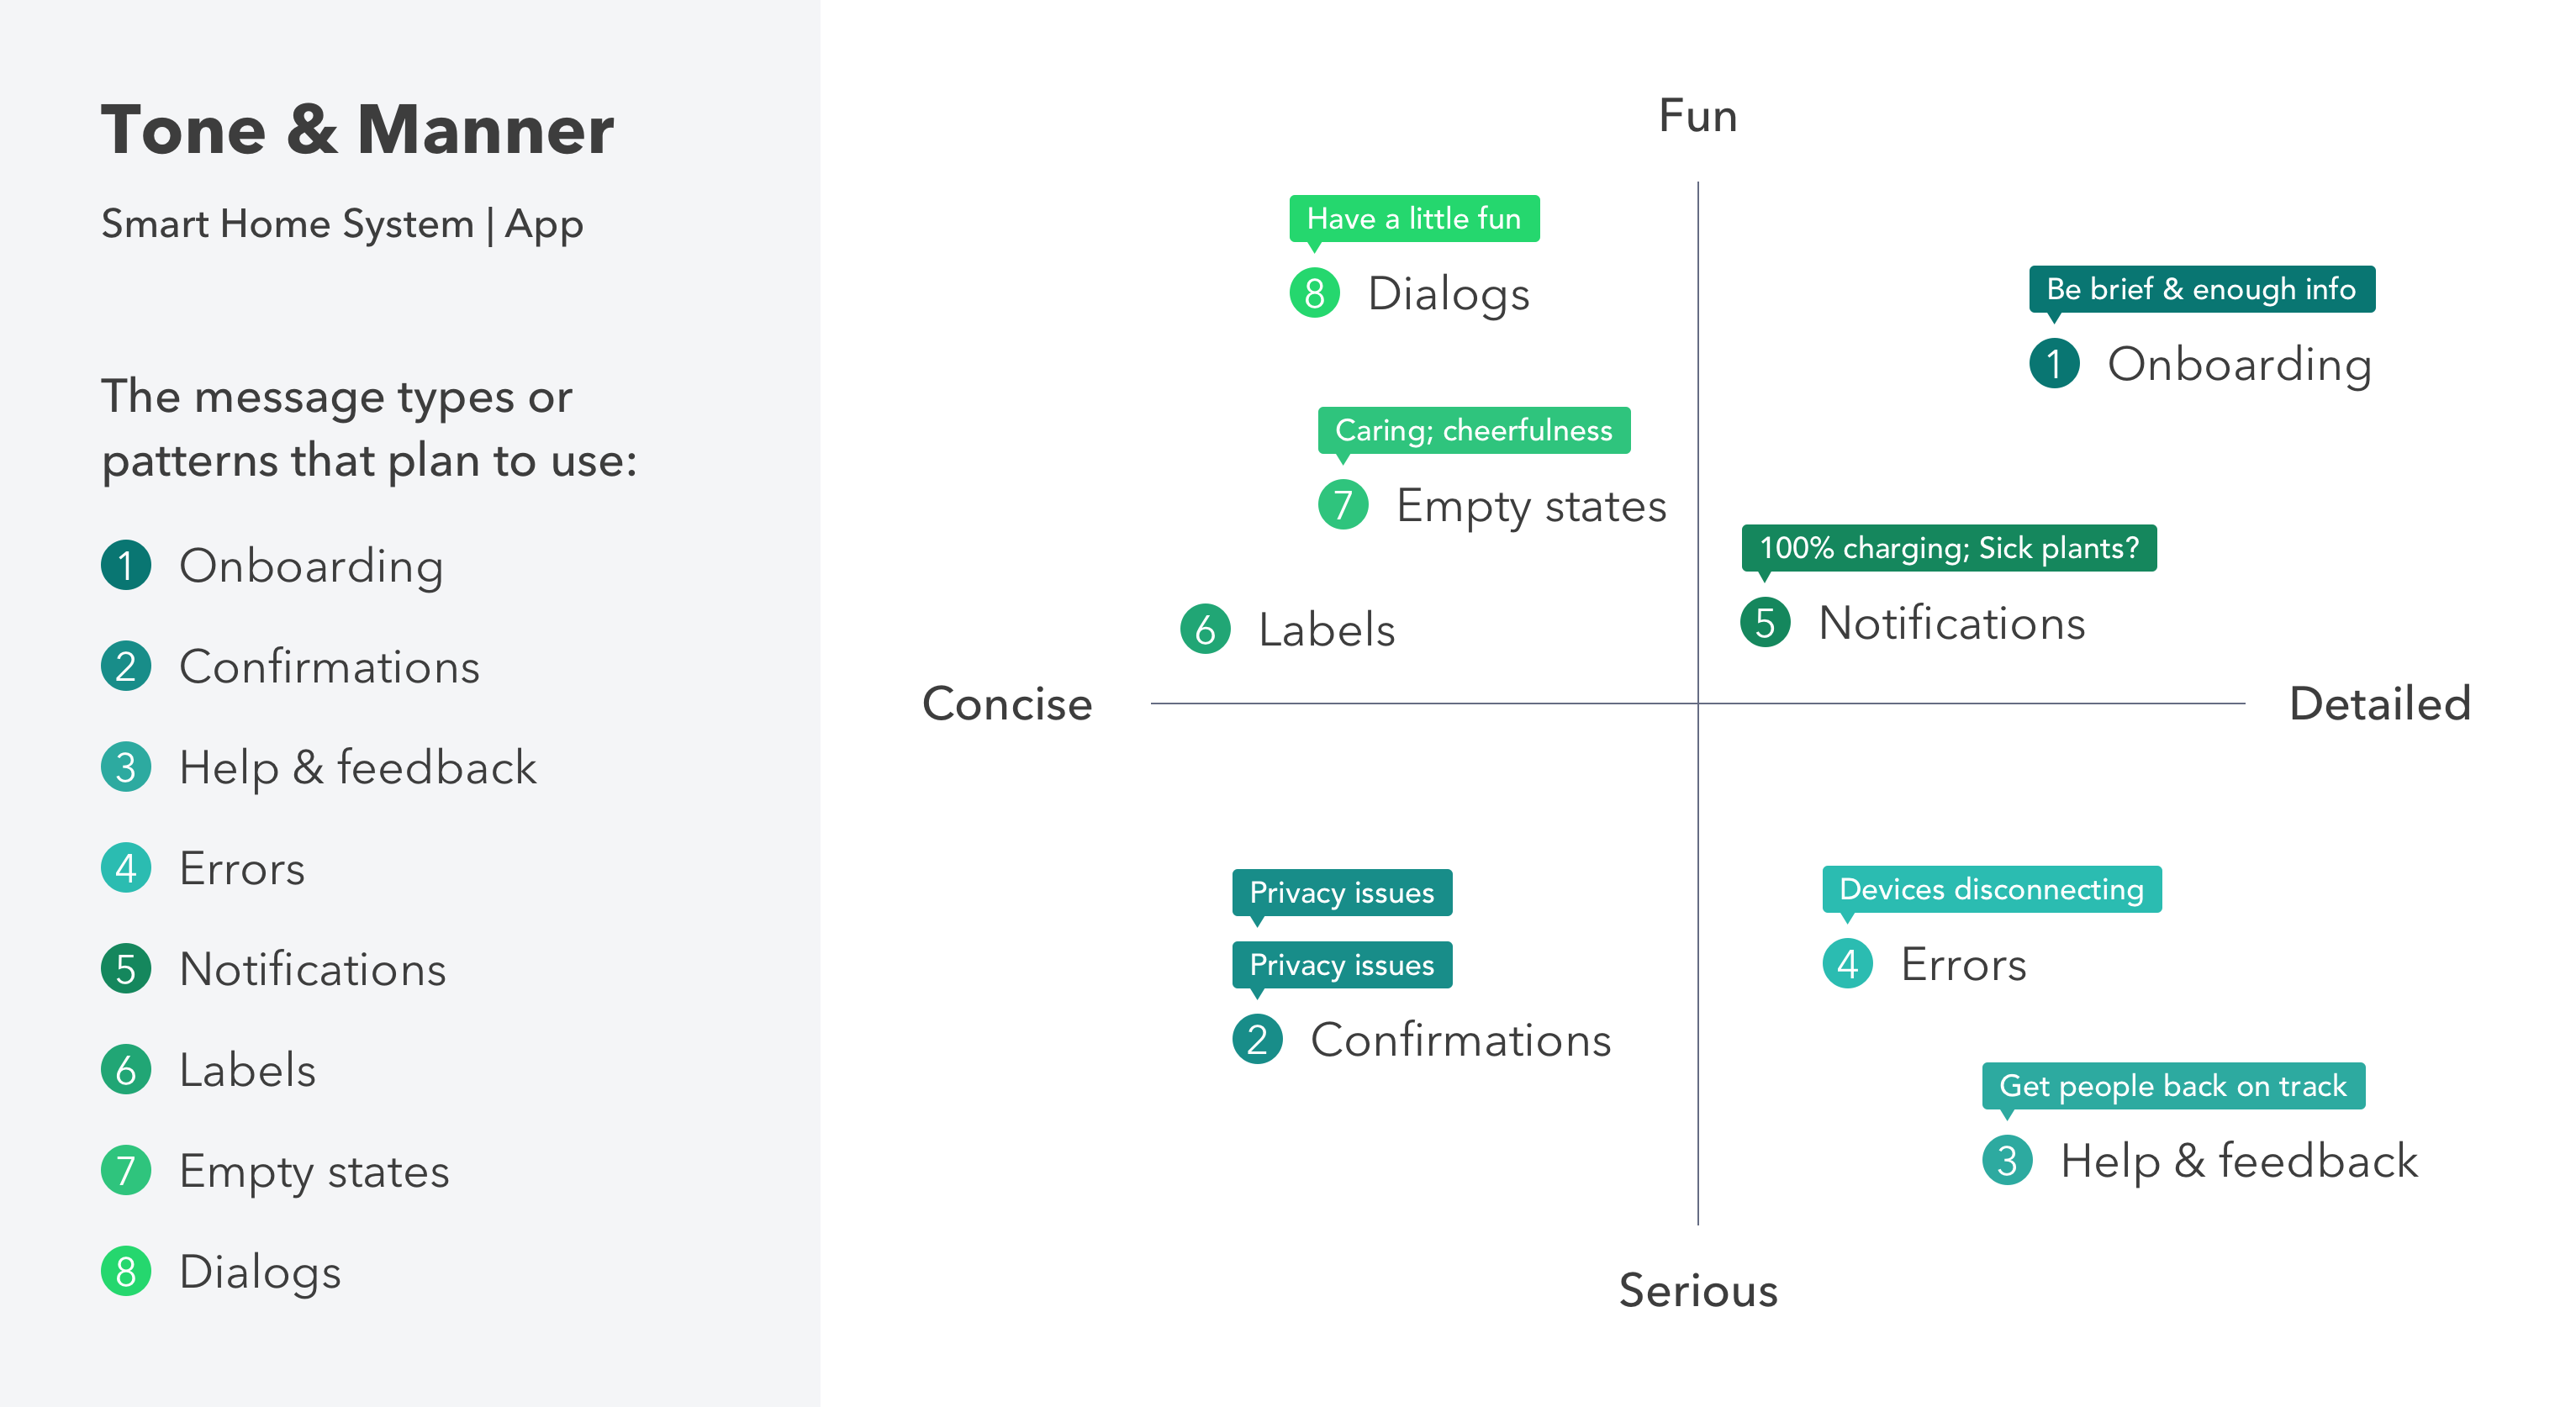 Tone & Manner
Smart Home System | App
The message types or
patterns that plan to use:
1 Onboarding
2 Confirmations
3 Help & feedback
4 Errors
5 Notifications
6 Labels
7 Empty states
8 Dialogs
Fun
Have a little fun
8 Dialogs
Be brief & enough info
1 Onboarding
Caring; cheerfulness
7 Empty states
100% charging; Sick plants?
5 Notifications
6 Labels
Concise
Detailed
Privacy issues
Privacy issues
2 Confirmations
Devices disconnecting
4 Errors
Get people back on track
3 Help & feedback
Serious